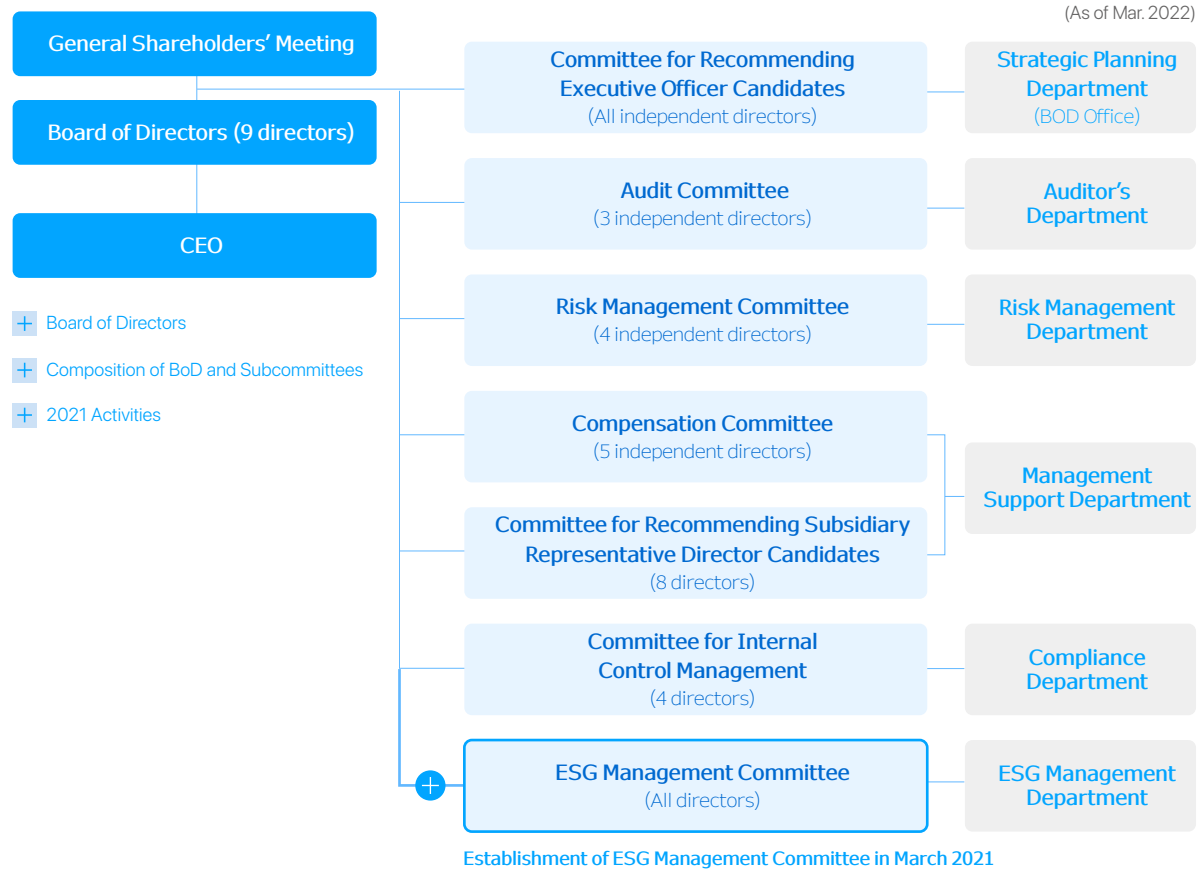 (As of Mar. 2022)
General Shareholders' Meeting
Board of Directors (9 directors)
CEO
+ Board of Directors
+ Composition of BoD and Subcommittees
+ 2021 Activities
Committee for Recommending
Executive Officer Candidates
(All independent directors)
Strategic Planning
Department
(BOD Office)
Audit Committee
(3 independent directors)
Auditor's
Department
Risk Management Committee
(4 independent directors)
Risk Management
Department
Compensation Committee
(5 independent directors)
Committee for Recommending Subsidiary
Representative Director Candidates
(8 directors)
Management
Support Department
Committee for Internal
Control Management
(4 directors)
Compliance
Department
+
ESG Management Committee
(All directors)
ESG Management
Department
Establishment of ESG Management Committee in March 2021